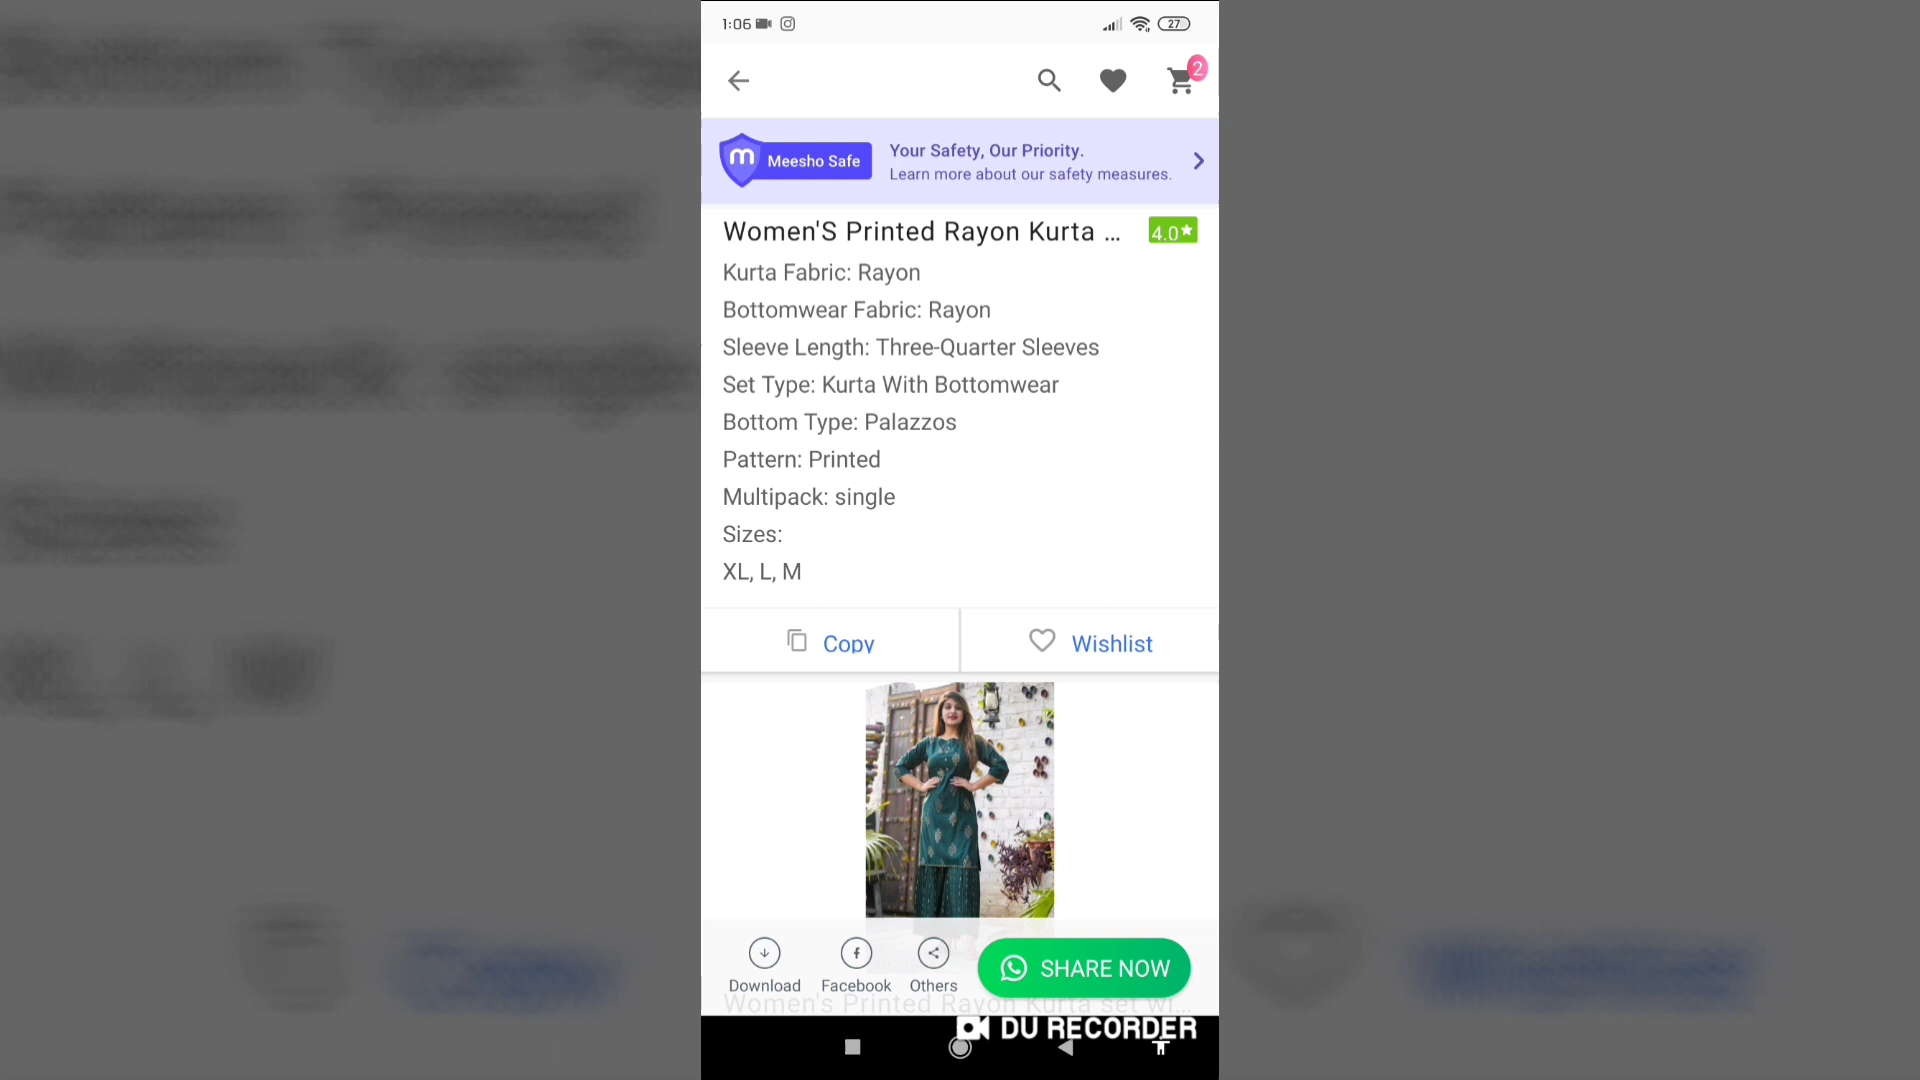 1:06
27
2
m Meesho Safe
Your Safety, Our Priority.
Learn more about our safety measures.
Women'S Printed Rayon Kurta ...
4.0★
Kurta Fabric: Rayon
Bottomwear Fabric: Rayon
Sleeve Length: Three-Quarter Sleeves
Set Type: Kurta With Bottomwear
Bottom Type: Palazzos
Pattern: Printed
Multipack: single
Sizes:
XL, L, M
Copy
Wishlist
Download
Facebook
Others
SHARE NOW
Women's Printed Rayon Kurta set wi...
DU RECORDER